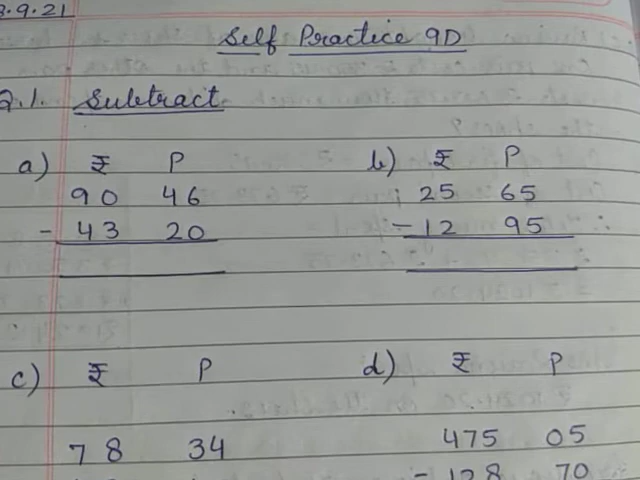 3.9.21
Self Practice 9D
Q.1. Subtract
a) ₹ P b) ₹ P
90 46 25 65
- 43 20 - 12 95
c) ₹ P d) ₹ P
78 34 475 05
- 128 70